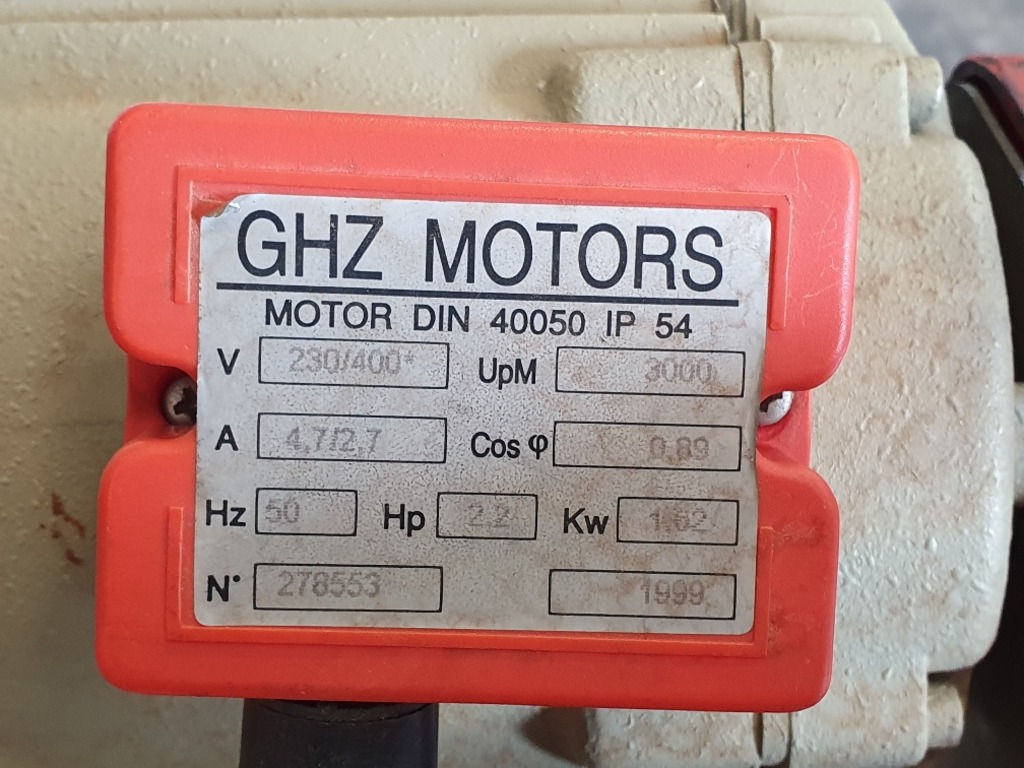 GHZ MOTORS
MOTOR DIN 40050 IP 54
V 230/400* UpM 3000
A 4,7/2,7 Cos φ 0,89
Hz 50 Hp 2,2 Kw 1,62
N° 278553 1999